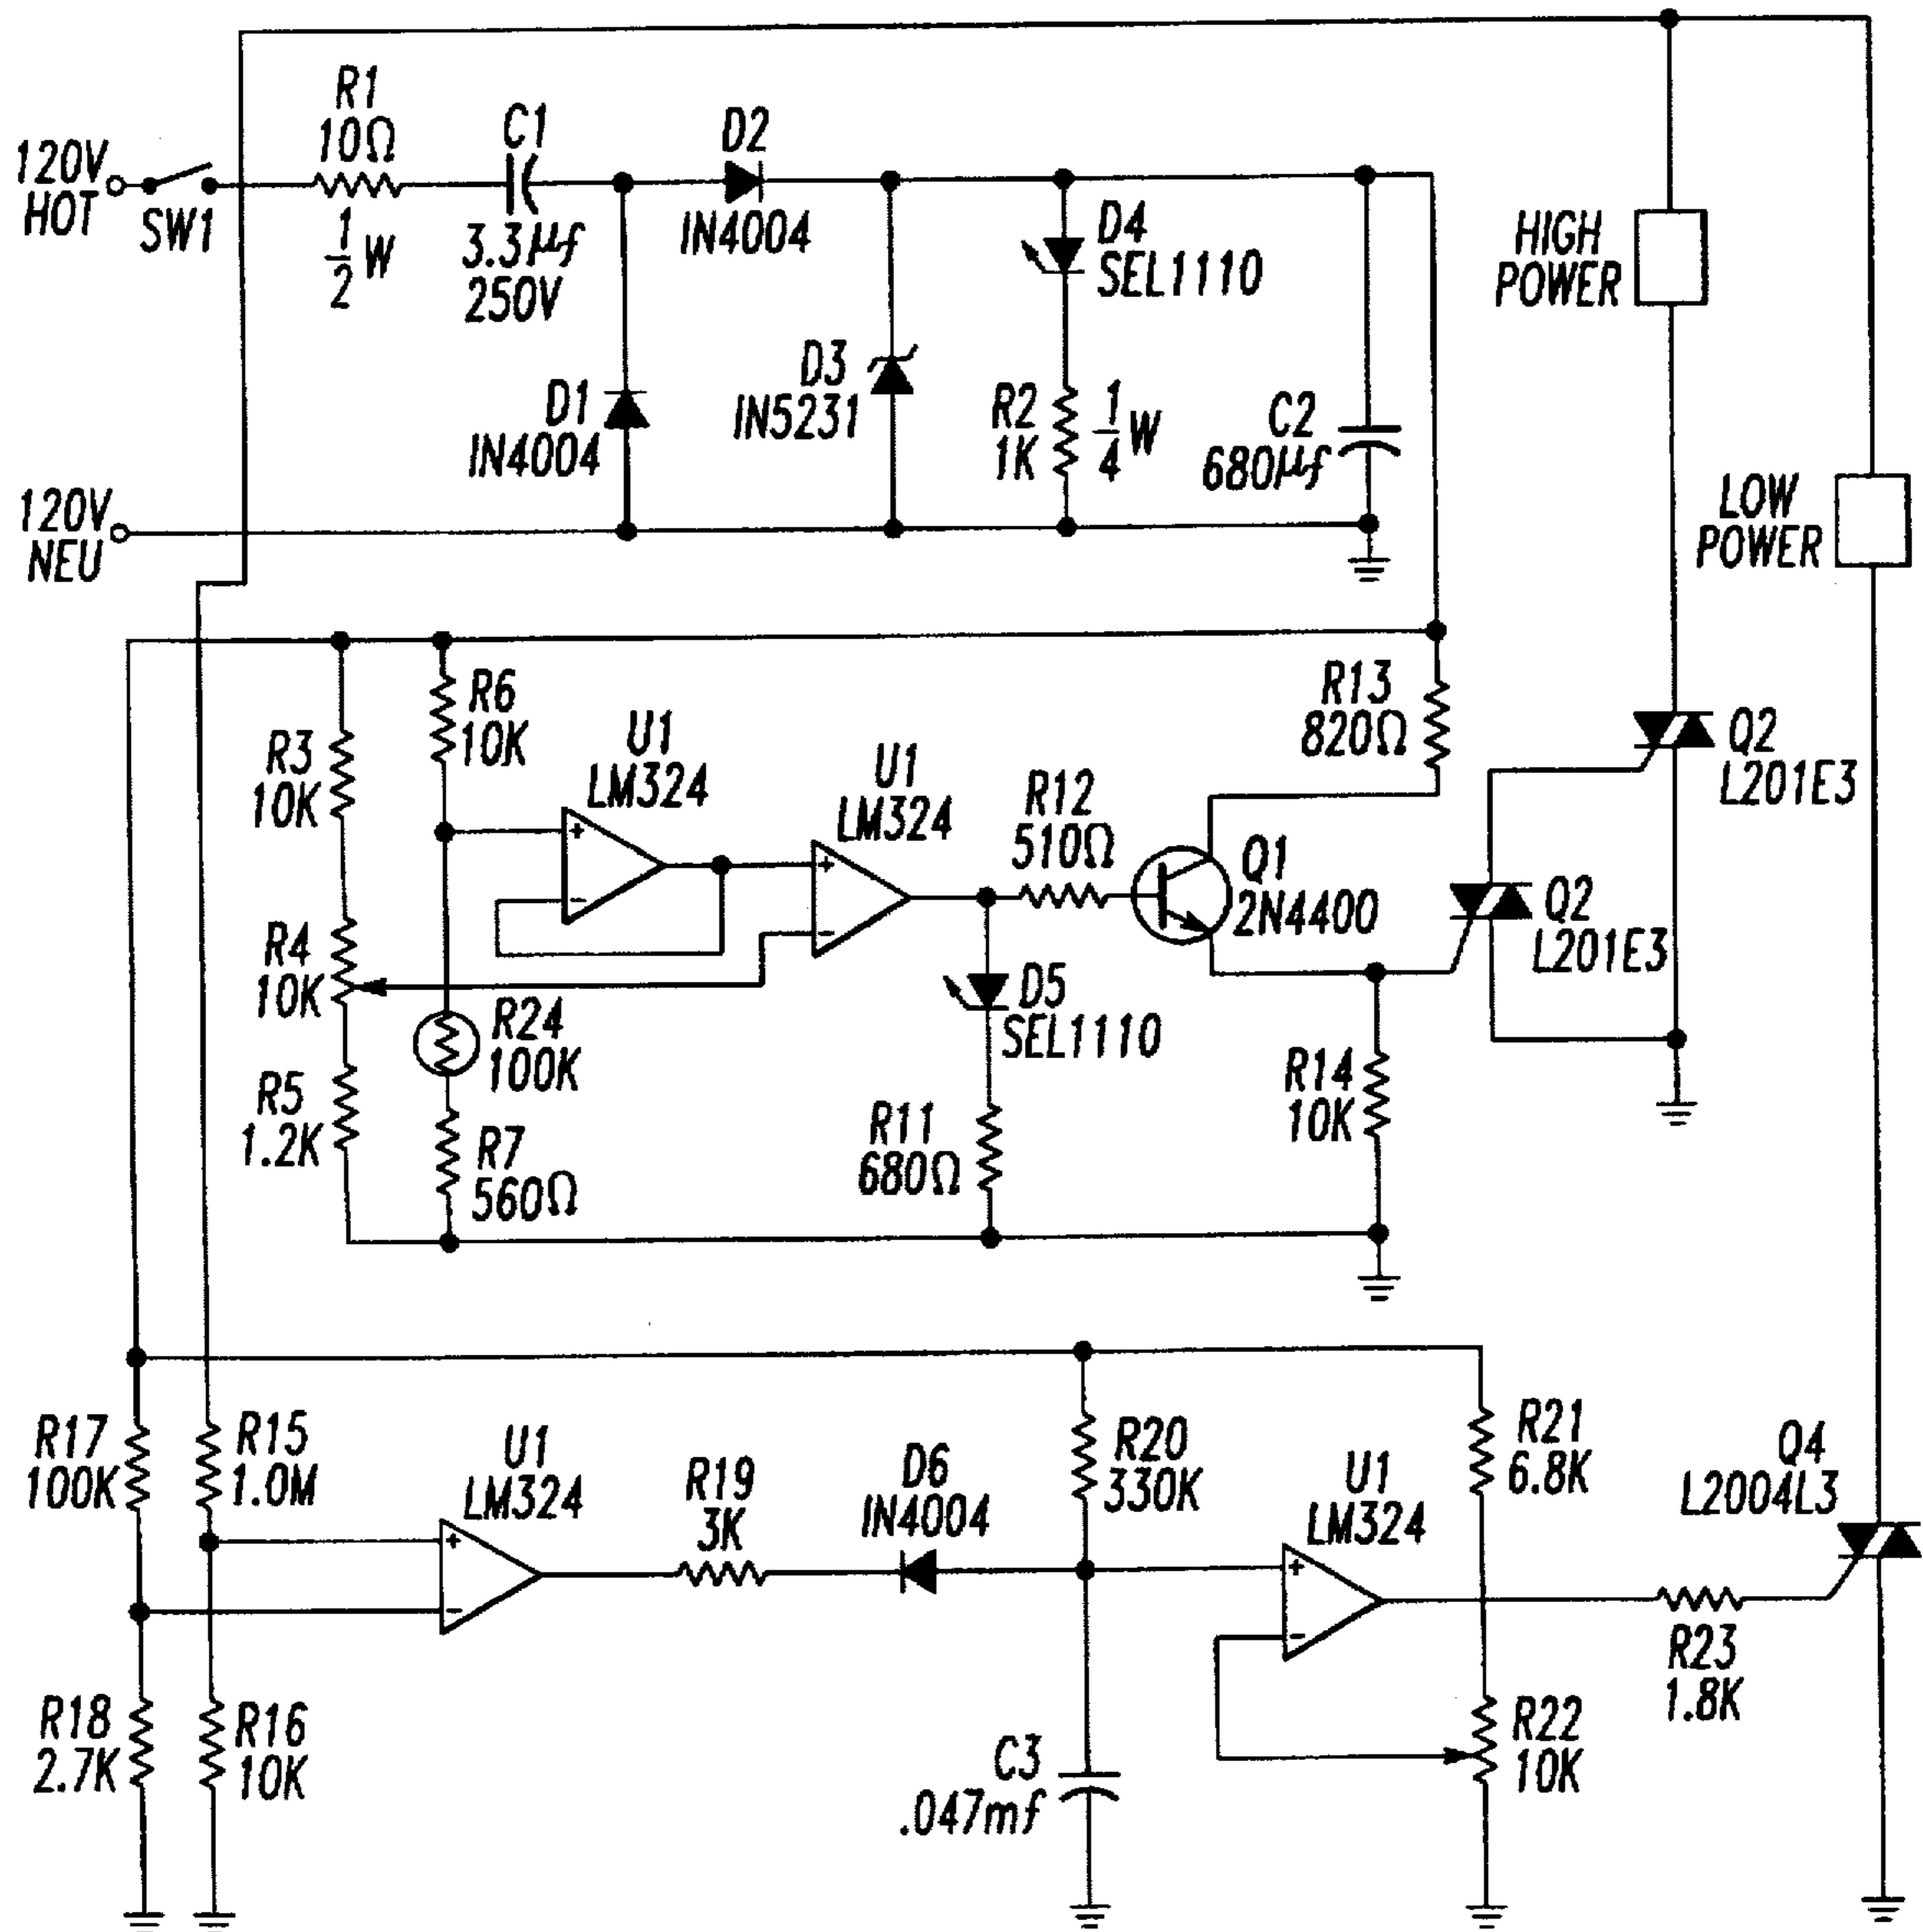 120V
HOT
SW1
R1
10Ω
1/2 W
C1
3.3μf
250V
D2
IN4004
D1
IN4004
D3
IN5231
D4
SEL1110
R2
1K
1/4 W
C2
680μf
HIGH
POWER
LOW
POWER
120V
NEU
R3
10K
R6
10K
U1
LM324
U1
LM324
R12
510Ω
R13
820Ω
Q1
2N4400
Q2
L201E3
Q2
L201E3
R4
10K
R24
100K
D5
SEL1110
R5
1.2K
R7
560Ω
R11
680Ω
R14
10K
+
-
+
-
R17
100K
R15
1.0M
U1
LM324
R19
3K
D6
IN4004
R20
330K
U1
LM324
R21
6.8K
Q4
L2004L3
+
-
+
-
R18
2.7K
R16
10K
C3
.047mf
R22
10K
R23
1.8K